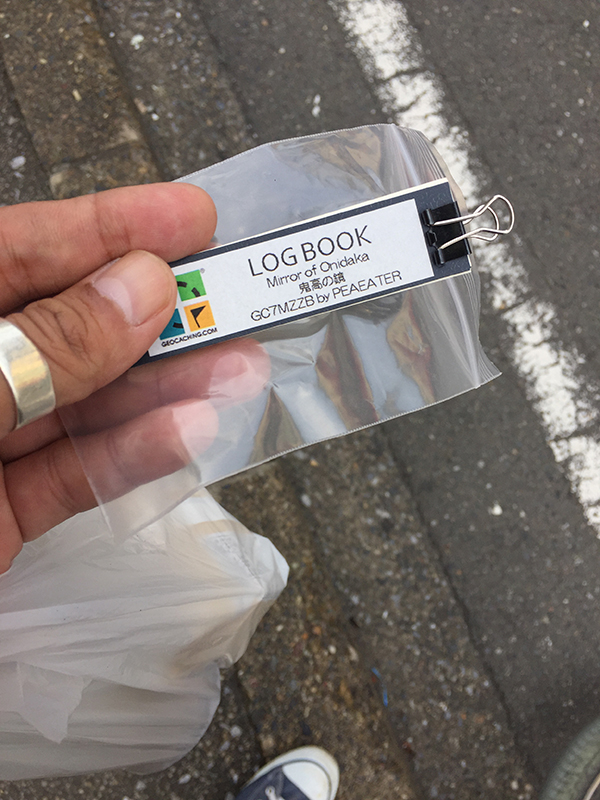 LOG BOOK
Mirror of Onidaka
鬼高の鏡
GC7MZZB by PEAEATER
GEOCACHING.COM